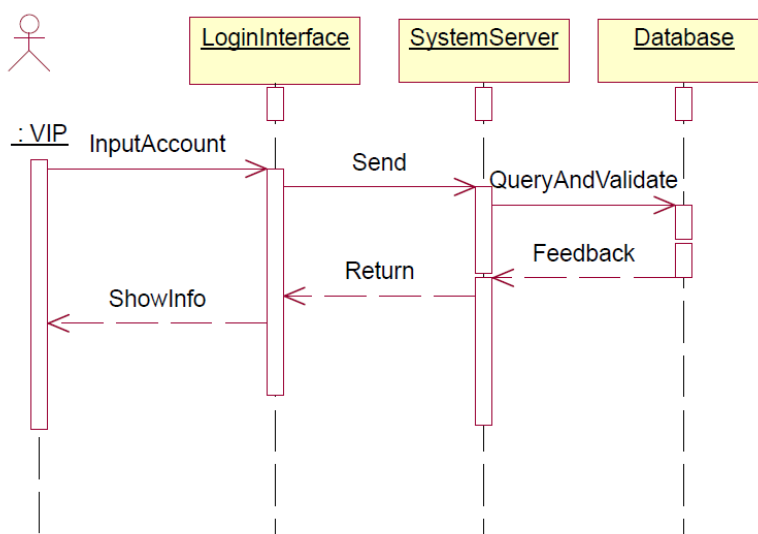 LoginInterface
SystemServer
Database
: VIP
InputAccount
Send
QueryAndValidate
Feedback
Return
ShowInfo